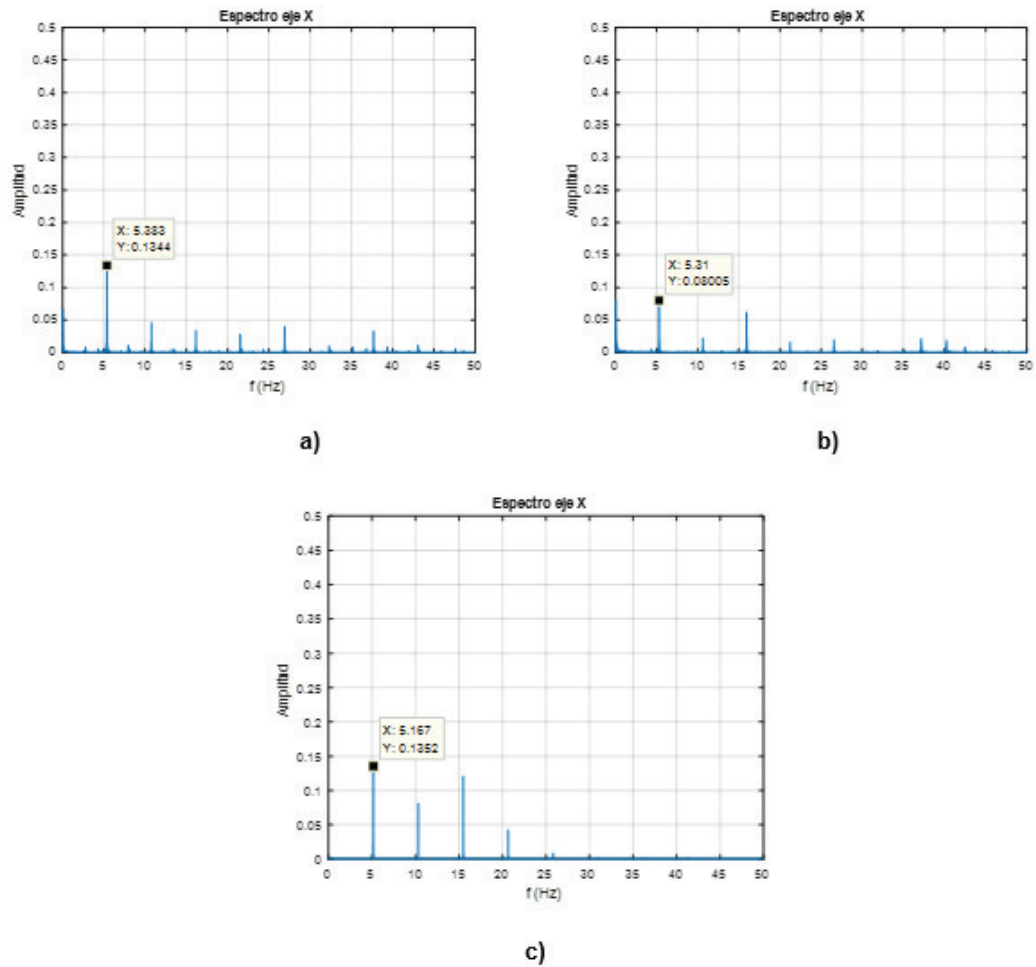 Espectro eje X
0.5
0.45
0.4
0.35
0.3
0.25
0.2
0.15
0.1
0.05
0
Amplitud
X: 5.383
Y: 0.1344
0 5 10 15 20 25 30 35 40 45 50
f (Hz)
a)
Espectro eje X
0.5
0.45
0.4
0.35
0.3
0.25
0.2
0.15
0.1
0.05
0
Amplitud
X: 5.31
Y: 0.08005
0 5 10 15 20 25 30 35 40 45 50
f (Hz)
b)
Espectro eje X
0.5
0.45
0.4
0.35
0.3
0.25
0.2
0.15
0.1
0.05
0
Amplitud
X: 5.167
Y: 0.1352
0 5 10 15 20 25 30 35 40 45 50
f (Hz)
c)